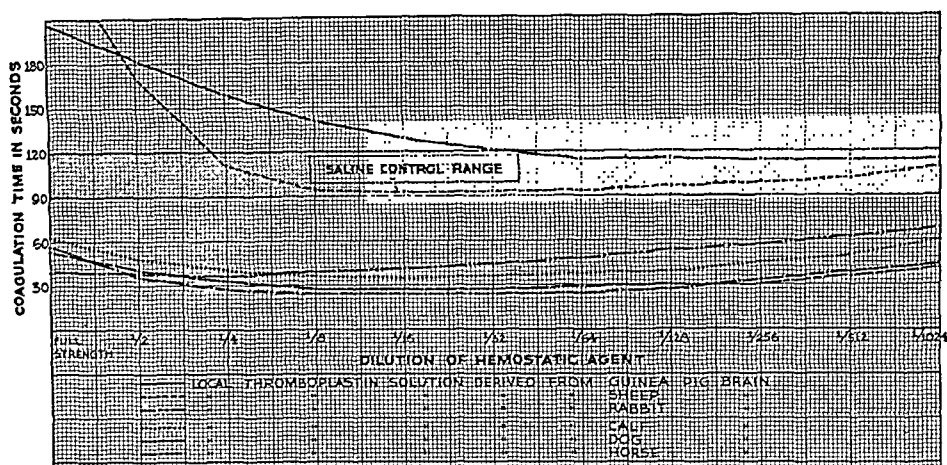 COAGULATION TIME IN SECONDS
180
150
120
90
60
30
SALINE CONTROL RANGE
FULL STRENGTH 1/2 1/4 1/8 1/16 1/32 1/64 1/128 1/256 1/512 1/1024
DILUTION OF HEMOSTATIC AGENT
LOCAL THROMBOPLASTIN SOLUTION DERIVED FROM GUINEA PIG BRAIN
" " " " " SHEEP "
" " " " " RABBIT "
" " " " " CALF "
" " " " " DOG "
" " " " " HORSE "